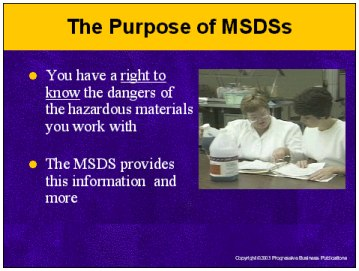 The Purpose of MSDSs
You have a right to
know the dangers of
the hazardous materials
you work with
The MSDS provides
this information and
more
Copyright ©2003 Progressive Business Publications